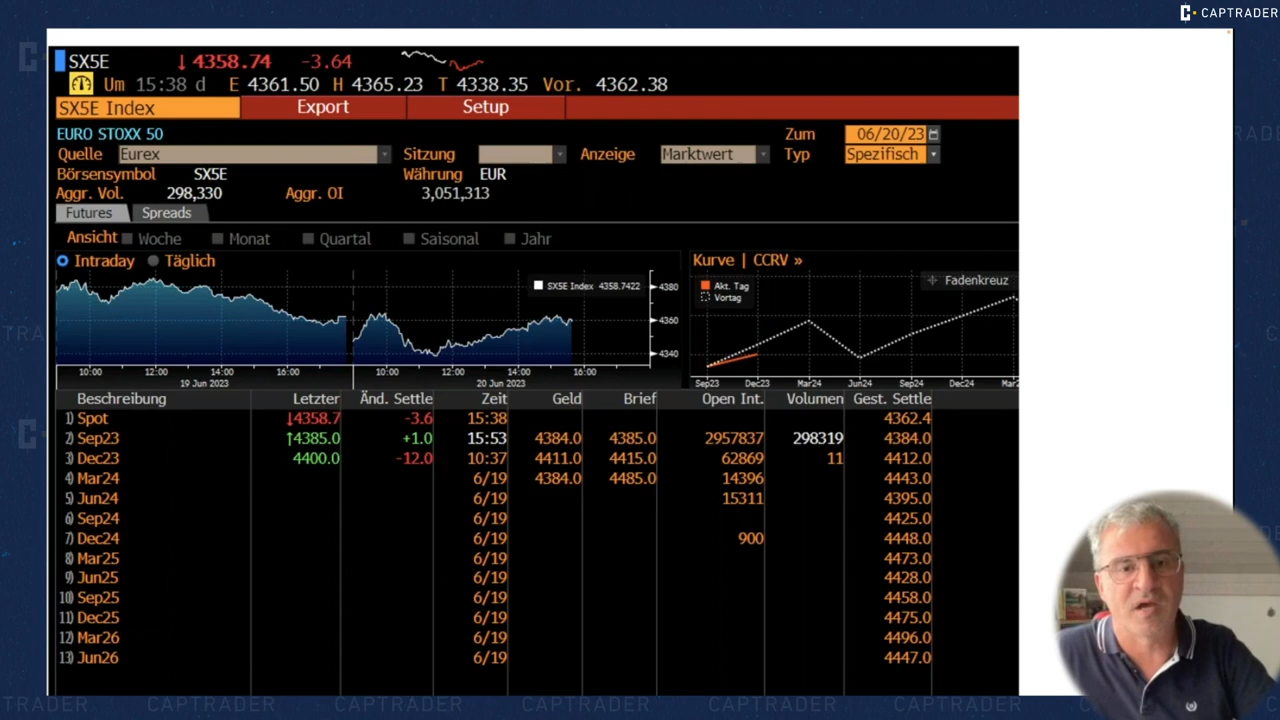 CAPTRADER
SX5E ↓4358.74 -3.64
Um 15:38 d E 4361.50 H 4365.23 T 4338.35 Vor. 4362.38
SX5E Index Export Setup
EURO STOXX 50 Zum 06/20/23
Quelle Eurex Sitzung Anzeige Marktwert Typ Spezifisch
Börsensymbol SX5E Währung EUR
Aggr. Vol. 298,330 Aggr. OI 3,051,313
Futures Spreads
Ansicht Woche Monat Quartal Saisonal Jahr
Intraday Täglich Kurve | CCRV »
SX5E Index 4358.7422 4380 Akt. Tag Fadenkreuz
Vortag
4360
4340
10:00 12:00 14:00 16:00 10:00 12:00 14:00 16:00
19 Jun 2023 20 Jun 2023 Sep23 Dec23 Mar24 Jun24 Sep24 Dec24
Beschreibung Letzter Änd. Settle Zeit Geld Brief Open Int. Volumen Gest. Settle
1) Spot ↓4358.7 -3.6 15:38 4362.4
2) Sep23 ↑4385.0 +1.0 15:53 4384.0 4385.0 2957837 298319 4384.0
3) Dec23 4400.0 -12.0 10:37 4411.0 4415.0 62869 11 4412.0
4) Mar24 6/19 4384.0 4485.0 14396 4443.0
5) Jun24 6/19 15311 4395.0
6) Sep24 6/19 4425.0
7) Dec24 6/19 900 4448.0
8) Mar25 6/19 4473.0
9) Jun25 6/19 4428.0
10) Sep25 6/19 4458.0
11) Dec25 6/19 4475.0
12) Mar26 6/19 4496.0
13) Jun26 6/19 4447.0
TRADER CAPTRADER CAPTRADER CAPTRADER CAPTRADER CAPTRADER